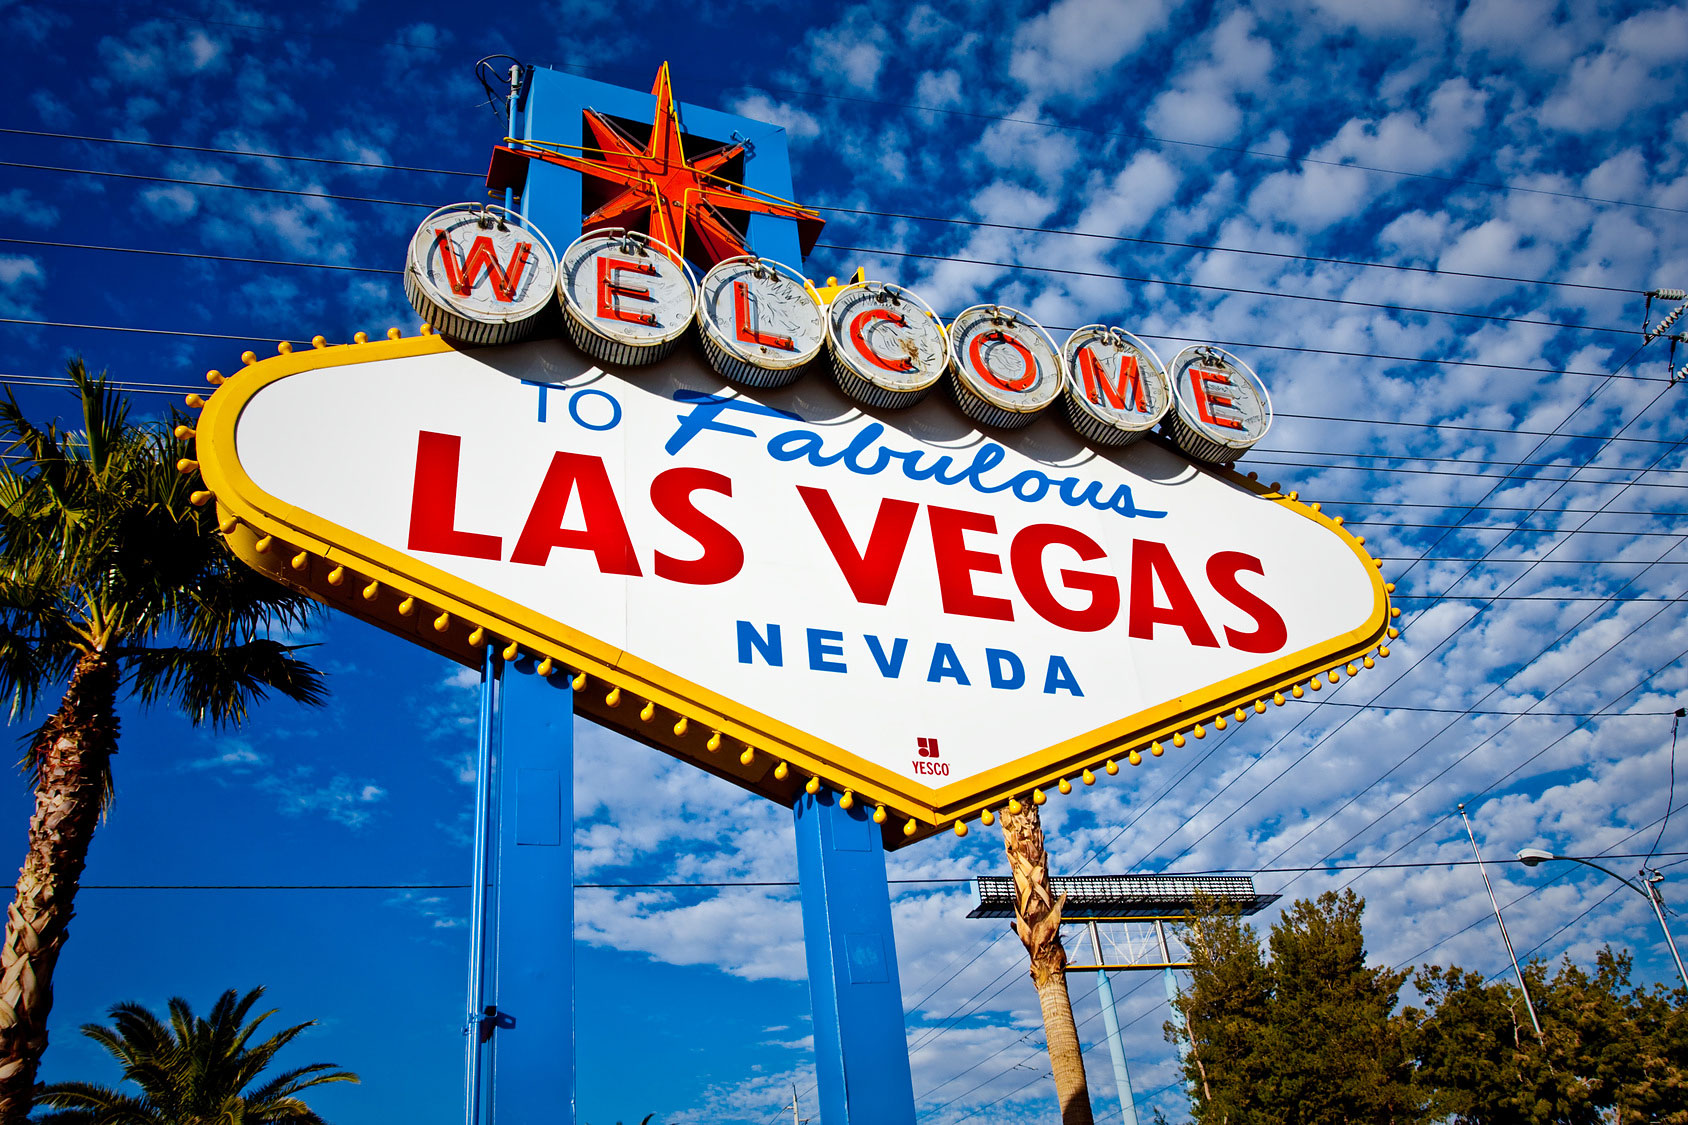 WELCOME
TO Fabulous
LAS VEGAS
NEVADA
YESCO